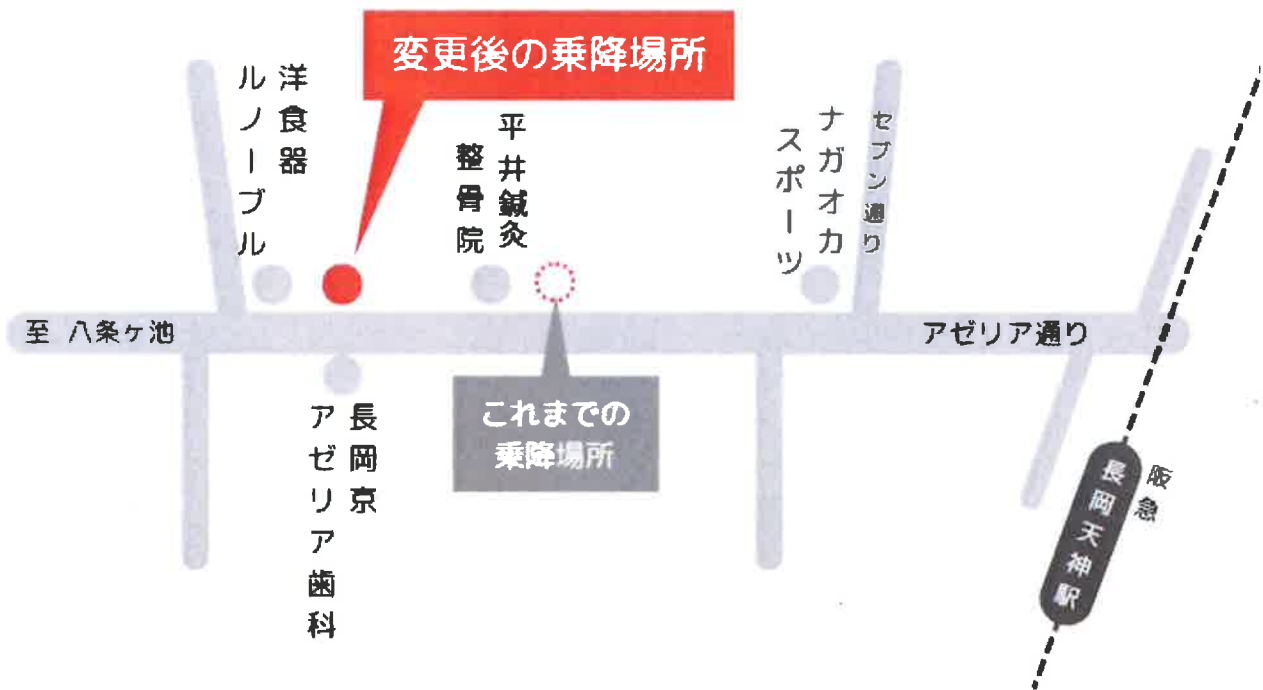 変更後の乗降場所
洋食器
ルノーブル
平井鍼灸
整骨院
ナガオカ
スポーツ
セブン通り
至 八条ヶ池
アゼリア通り
これまでの
乗降場所
長岡京
アゼリア歯科
阪急
長岡天神駅